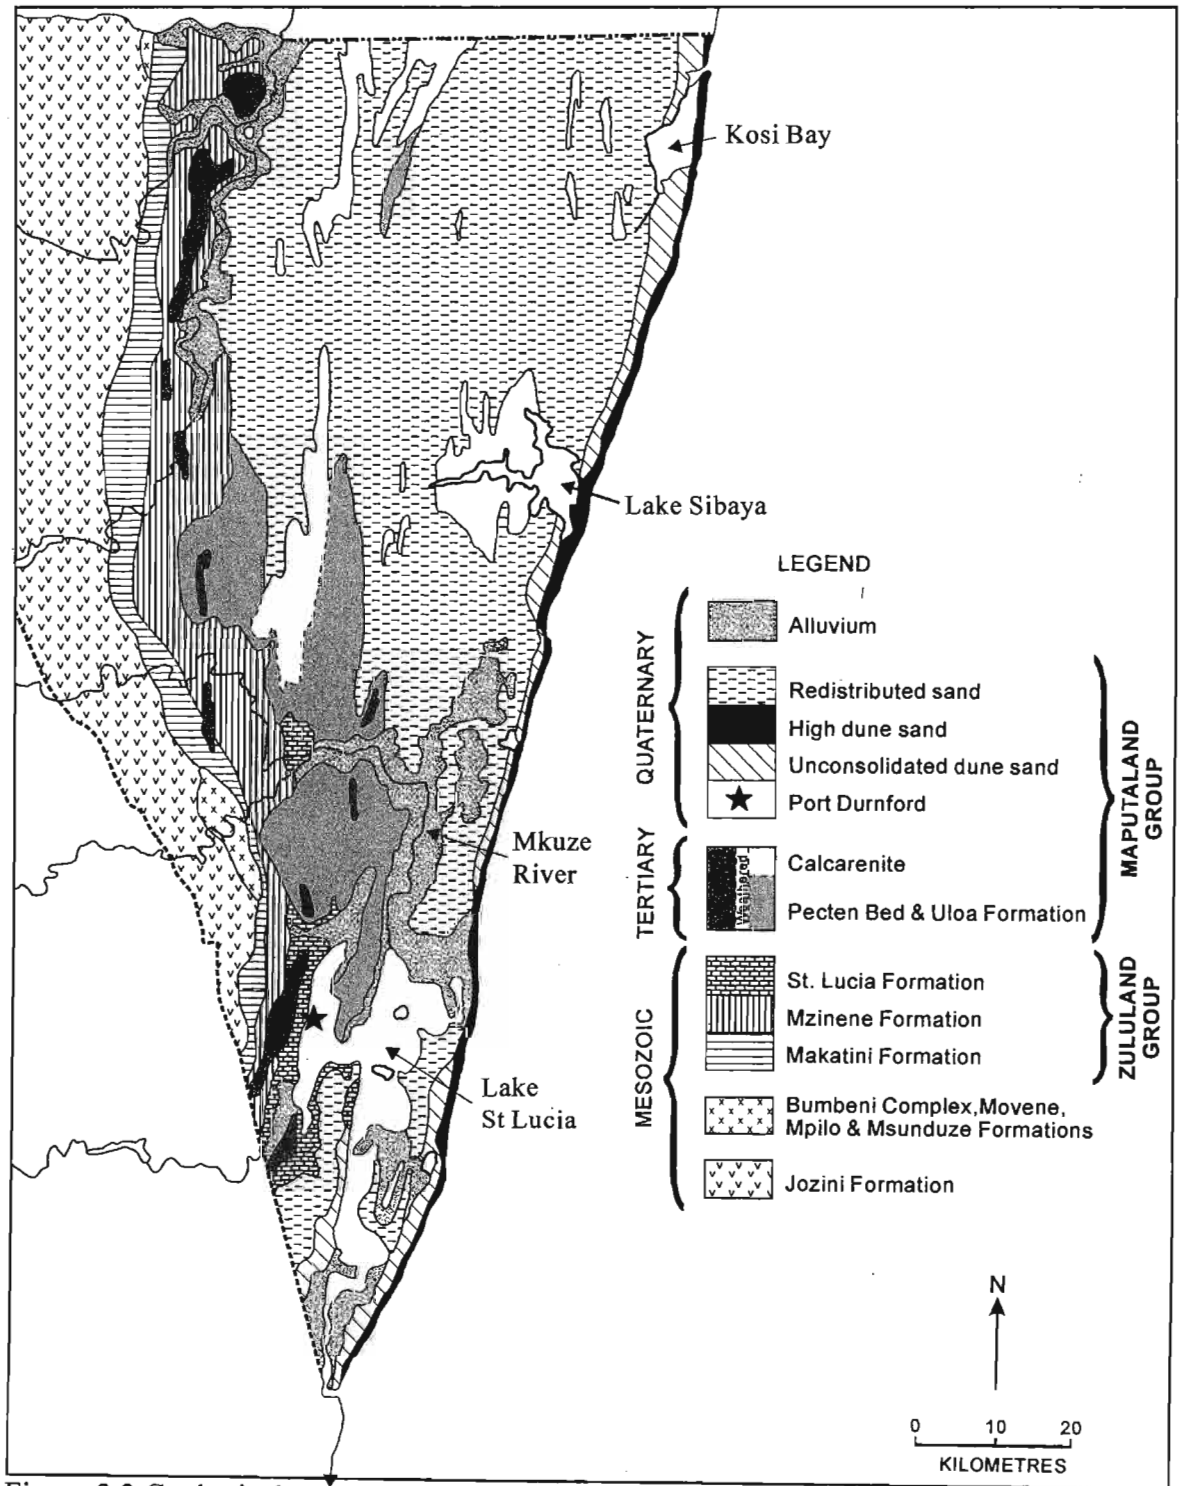 Kosi Bay
Lake Sibaya
Mkuze
River
Lake
St Lucia
LEGEND
QUATERNARY
Alluvium
Redistributed sand
High dune sand
Unconsolidated dune sand
Port Durnford
TERTIARY
Weathered
Calcarenite
Pecten Bed & Uloa Formation
MAPUTALAND
GROUP
MESOZOIC
St. Lucia Formation
Mzinene Formation
Makatini Formation
ZULULAND
GROUP
Bumbeni Complex, Movene,
Mpilo & Msunduze Formations
Jozini Formation
N
0 10 20
KILOMETRES